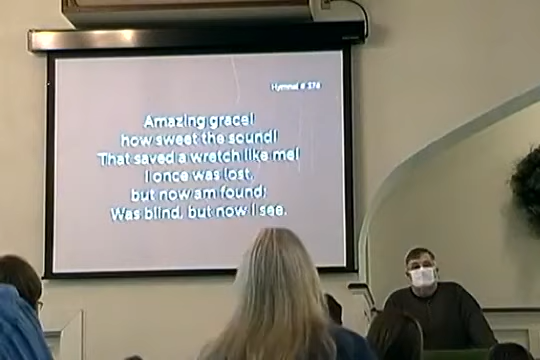 Hymnal # 378
Amazing grace!
how sweet the sound!
That saved a wretch like me!
I once was lost,
but now am found;
Was blind, but now I see.